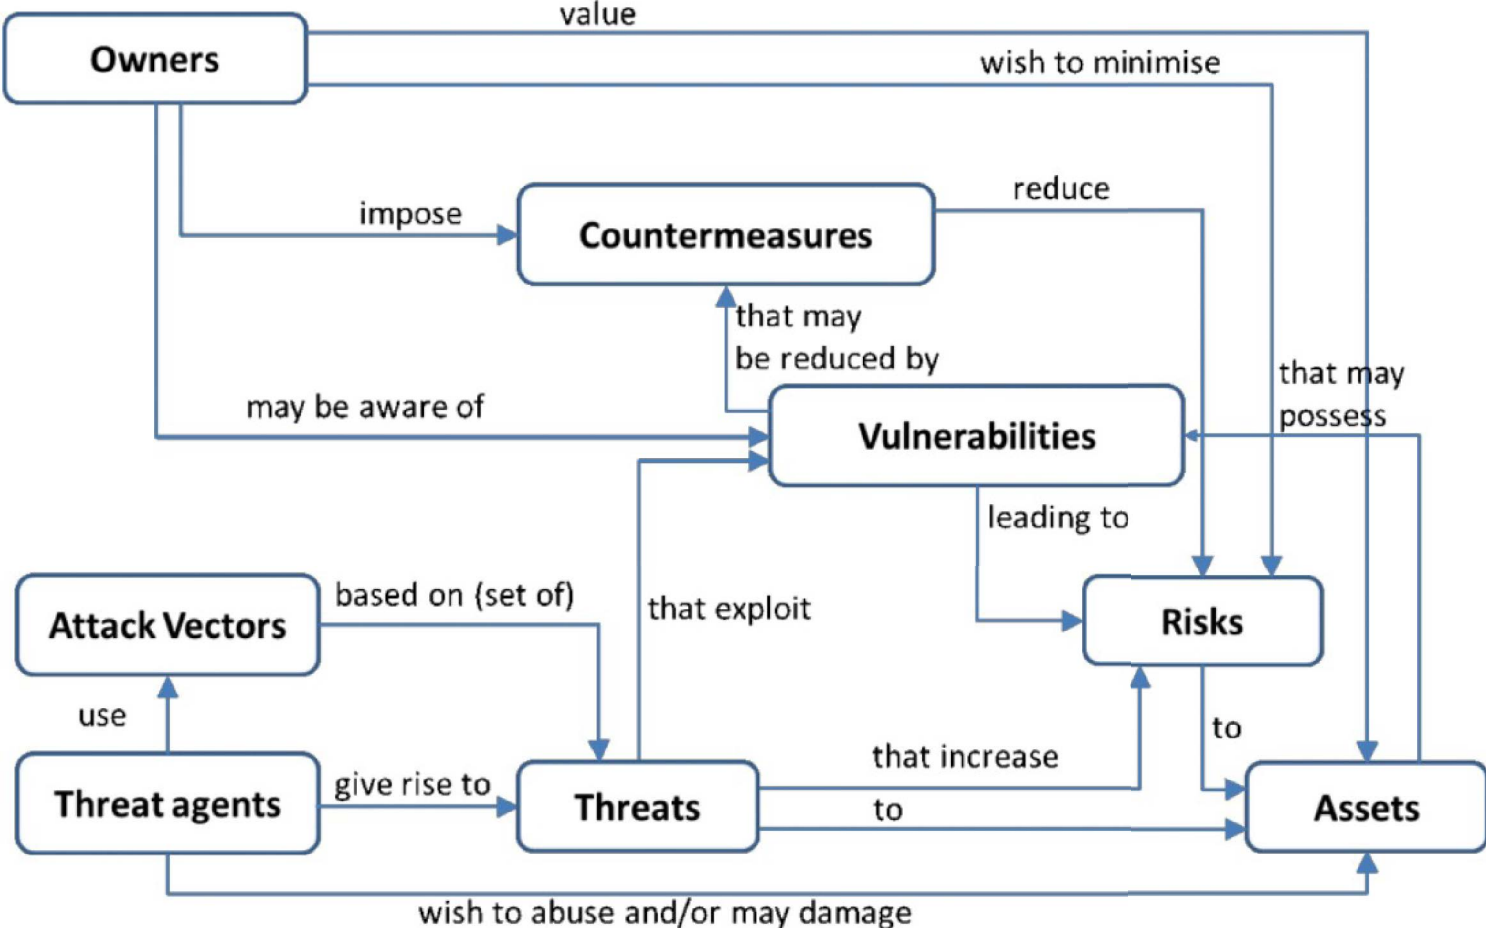 value
Owners
wish to minimise
reduce
impose
Countermeasures
that may
be reduced by
that may
possess
may be aware of
Vulnerabilities
leading to
based on (set of)
that exploit
Attack Vectors
Risks
use
to
that increase
give rise to
Threat agents
Threats
to
Assets
wish to abuse and/or may damage